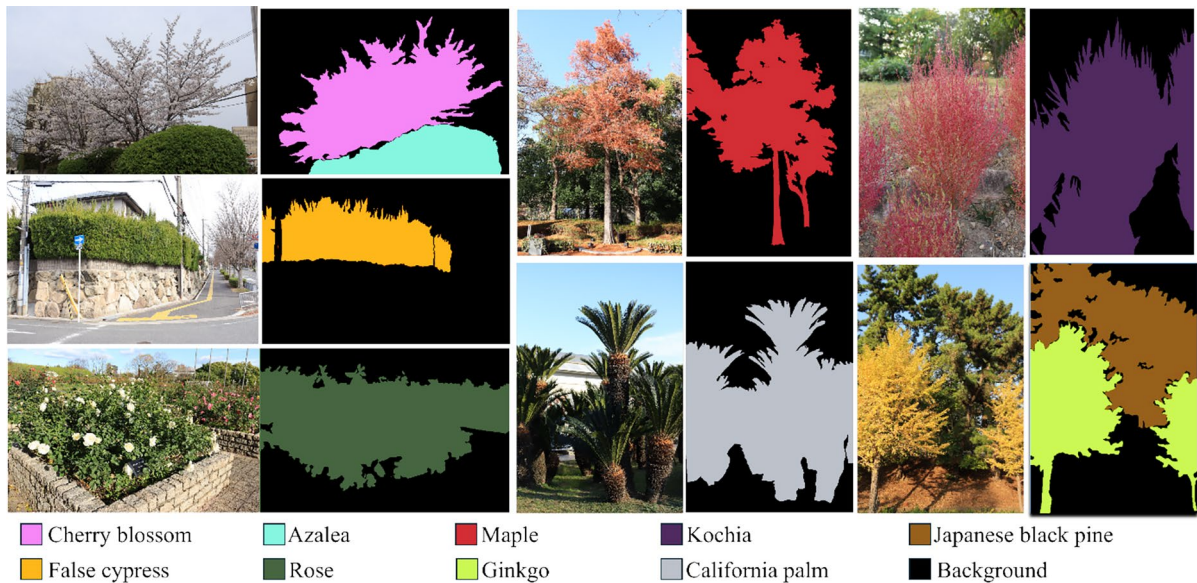 Cherry blossom Azalea Maple Kochia Japanese black pine
False cypress Rose Ginkgo California palm Background